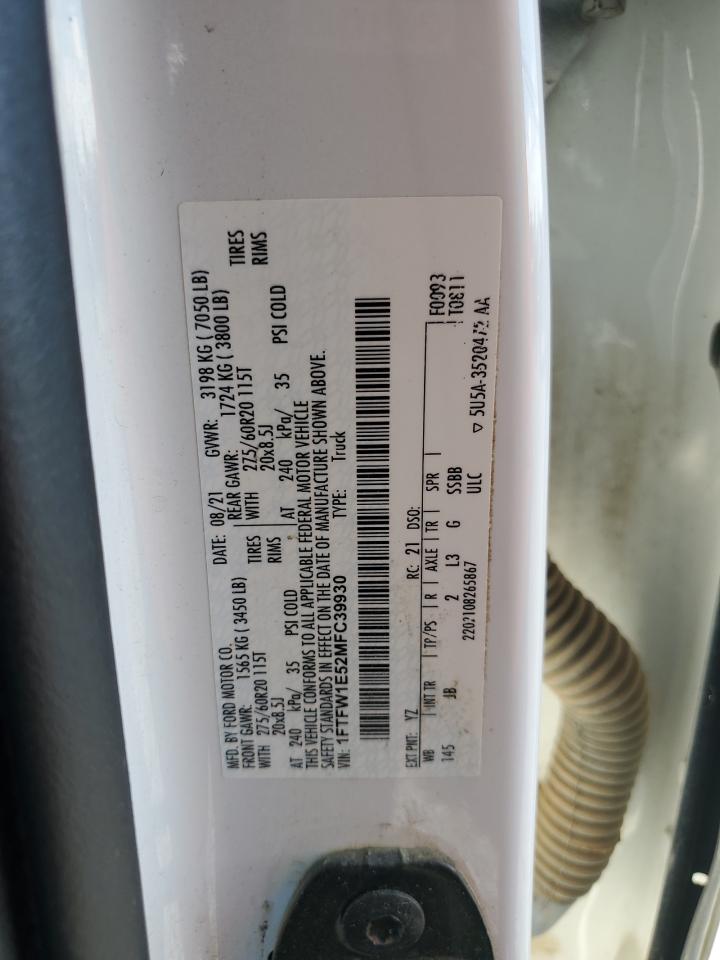 MFD. BY FORD MOTOR CO. DATE: 08/21 GVWR: 3198 KG ( 7050 LB)
FRONT GAWR: 1565 KG ( 3450 LB) REAR GAWR: 1724 KG ( 3800 LB)
WITH 275/60R20 115T TIRES WITH 275/60R20 115T TIRES
20x8.5J RIMS 20x8.5J RIMS
AT 240 kPa/ 35 PSI COLD AT 240 kPa/ 35 PSI COLD
THIS VEHICLE CONFORMS TO ALL APPLICABLE FEDERAL MOTOR VEHICLE
SAFETY STANDARDS IN EFFECT ON THE DATE OF MANUFACTURE SHOWN ABOVE.
VIN: 1FTFW1E52MFC39930 TYPE: Truck
EXT PNT: YZ RC: 21 DSO: F0093
WB INT TR TP/PS R AXLE TR SPR T0811
145 JB 2 L3 G SSBB
2202108265867 ULC ▽ 5U5A-3520472 AA